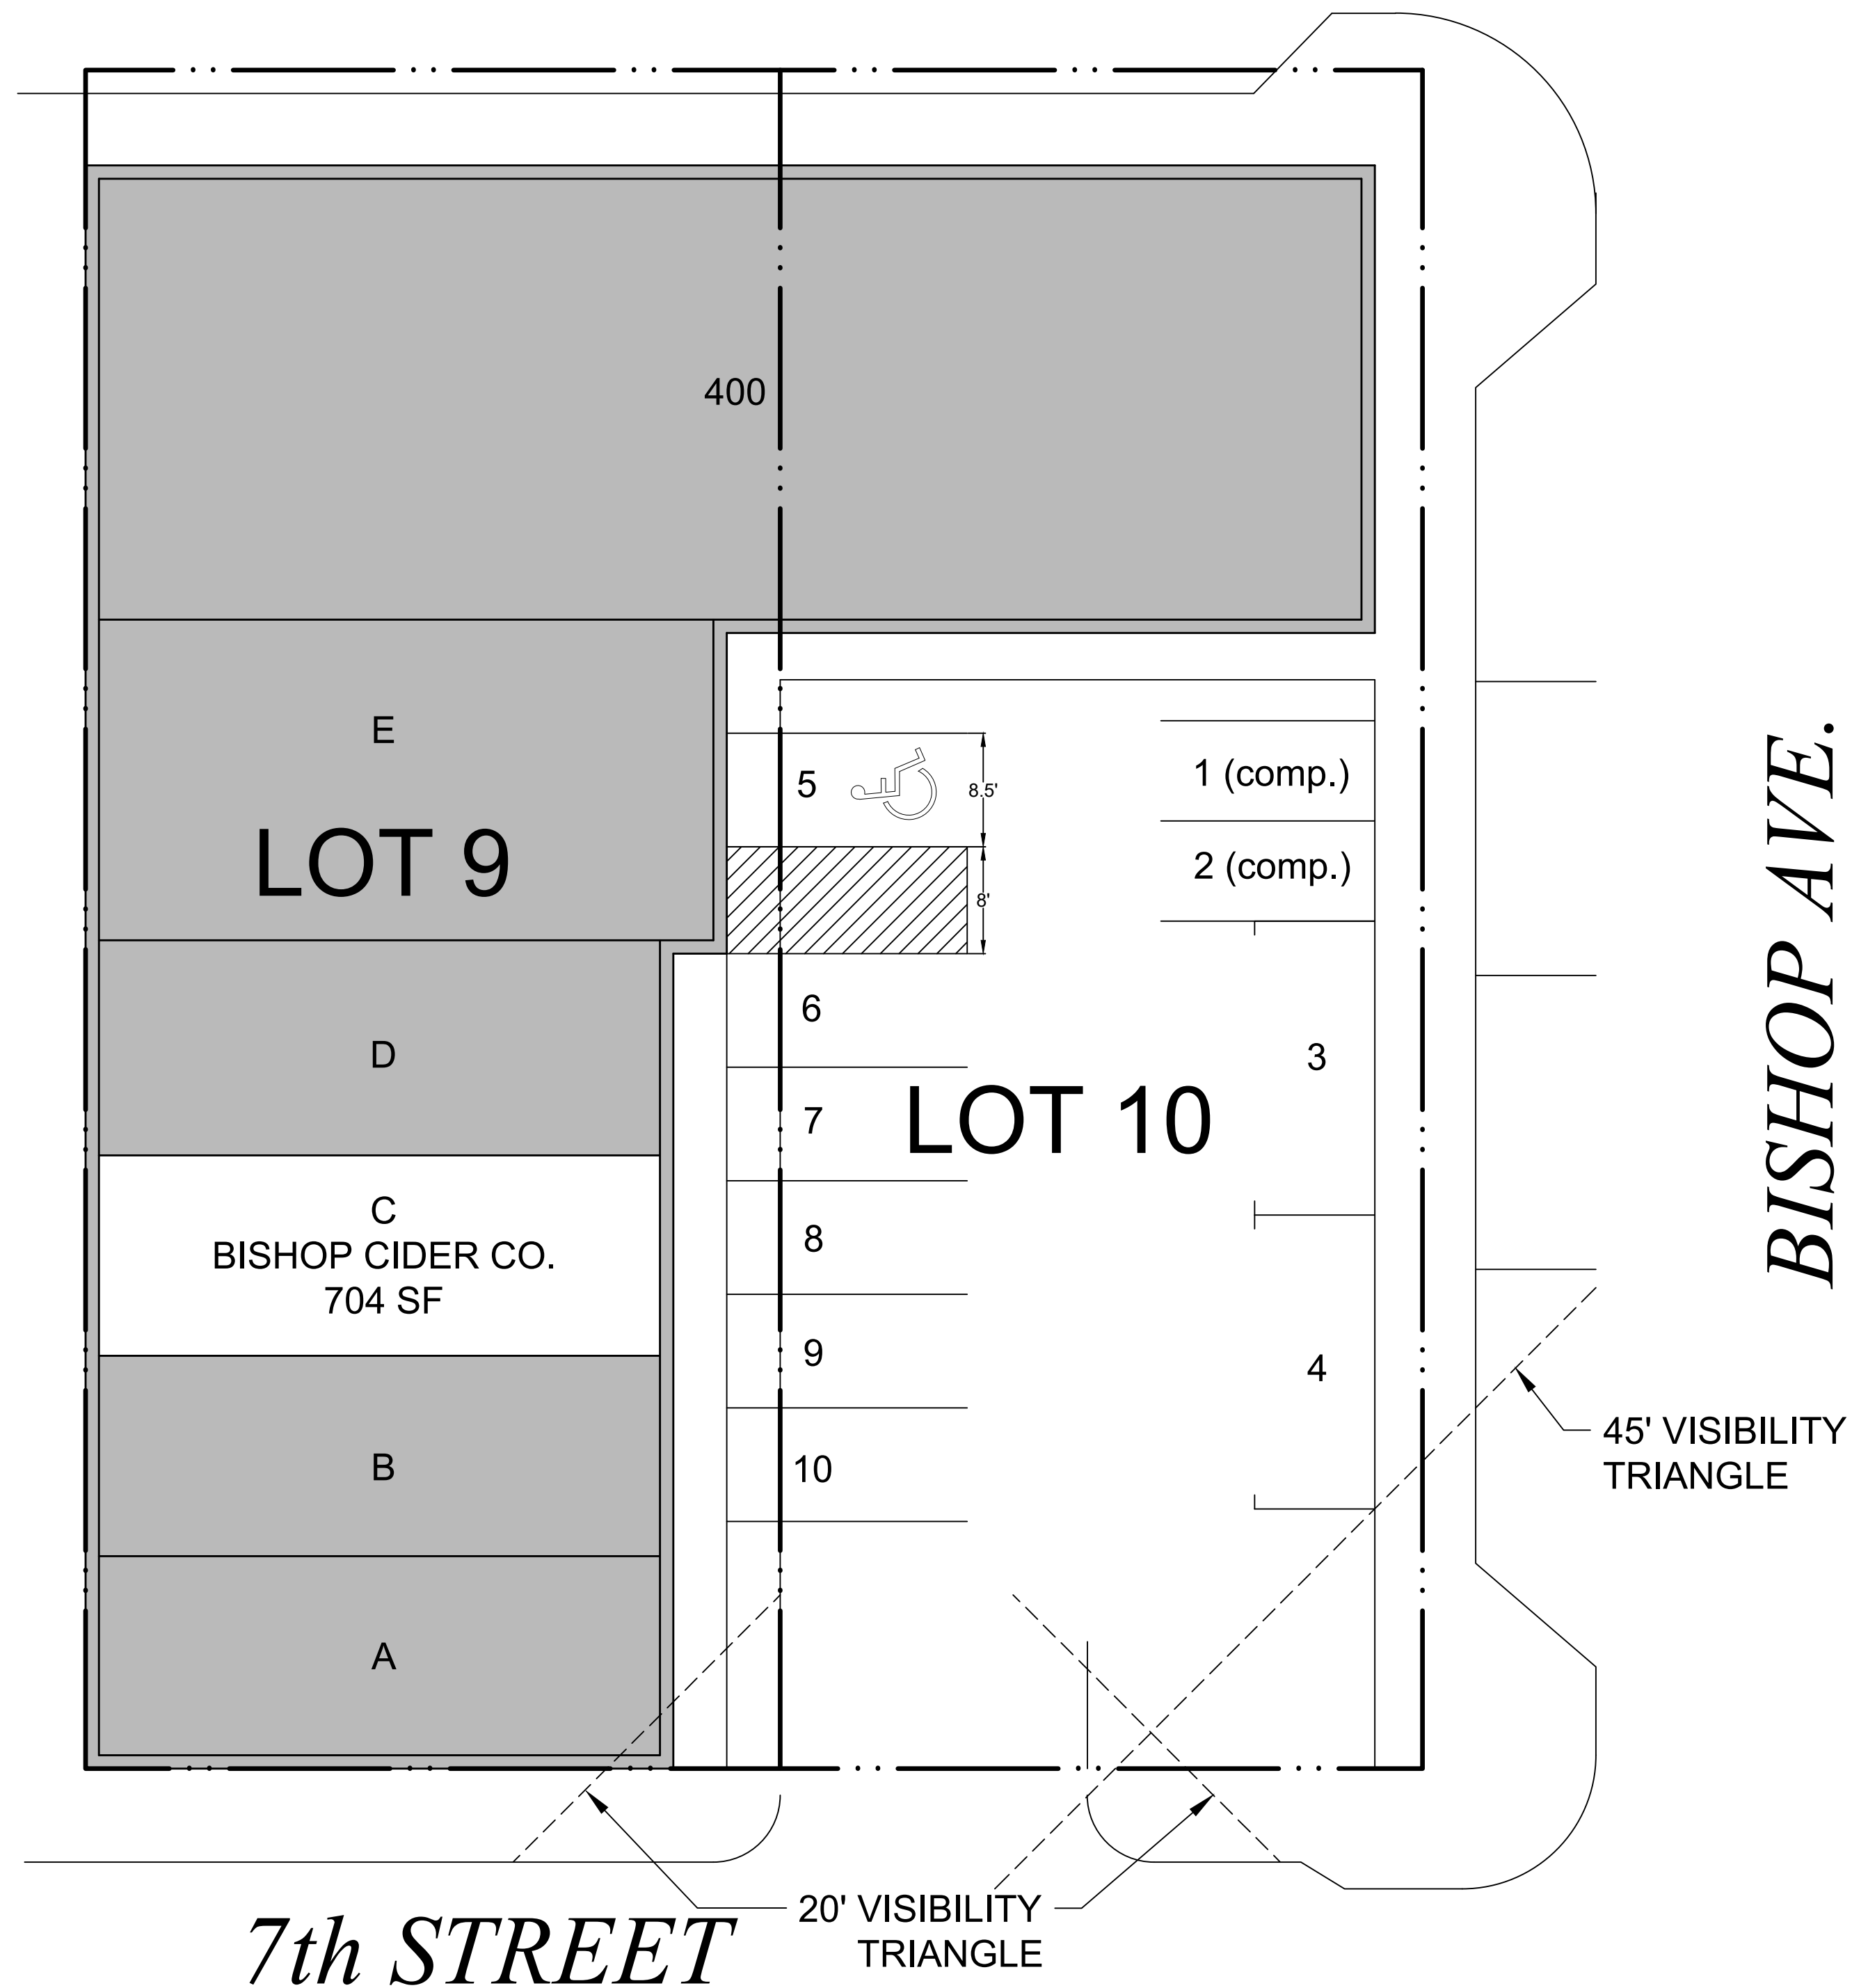 400
E
LOT 9
5
8.5'
1 (comp.)
2 (comp.)
8'
6
D
3
7
LOT 10
C
BISHOP CIDER CO.
704 SF
8
9
4
B
10
A
BISHOP AVE.
45' VISIBILITY
TRIANGLE
20' VISIBILITY
TRIANGLE
7th STREET